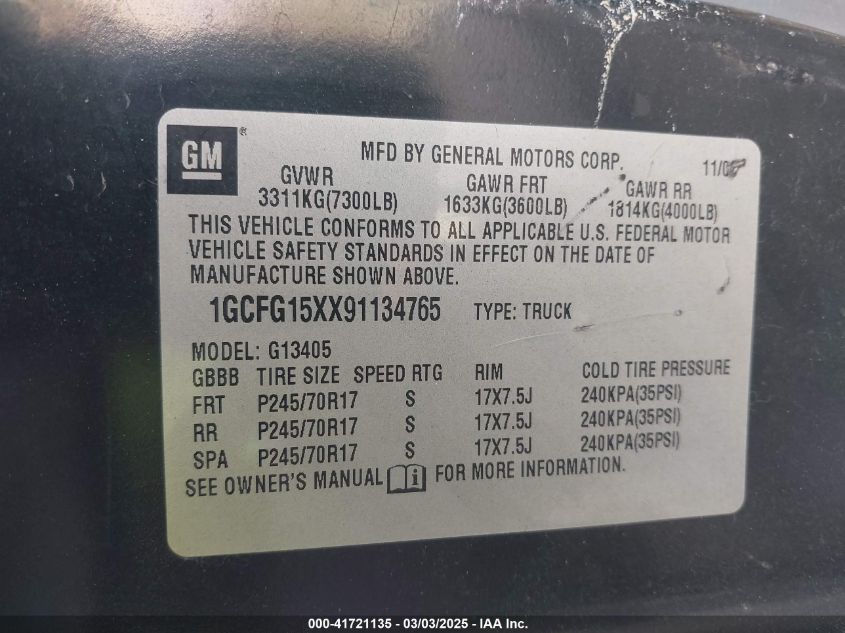 GM
®
MFD BY GENERAL MOTORS CORP.
GVWR GAWR FRT GAWR RR
3311KG(7300LB) 1633KG(3600LB) 1814KG(4000LB)
THIS VEHICLE CONFORMS TO ALL APPLICABLE U.S. FEDERAL MOTOR
VEHICLE SAFETY STANDARDS IN EFFECT ON THE DATE OF
MANUFACTURE SHOWN ABOVE.
1GCFG15XX91134765 TYPE: TRUCK
MODEL: G13405
GBBB TIRE SIZE SPEED RTG RIM COLD TIRE PRESSURE
FRT P245/70R17 S 17X7.5J 240KPA(35PSI)
RR P245/70R17 S 17X7.5J 240KPA(35PSI)
SPA P245/70R17 S 17X7.5J 240KPA(35PSI)
SEE OWNER'S MANUAL i FOR MORE INFORMATION.
000-41721135 - 03/03/2025 - IAA Inc.